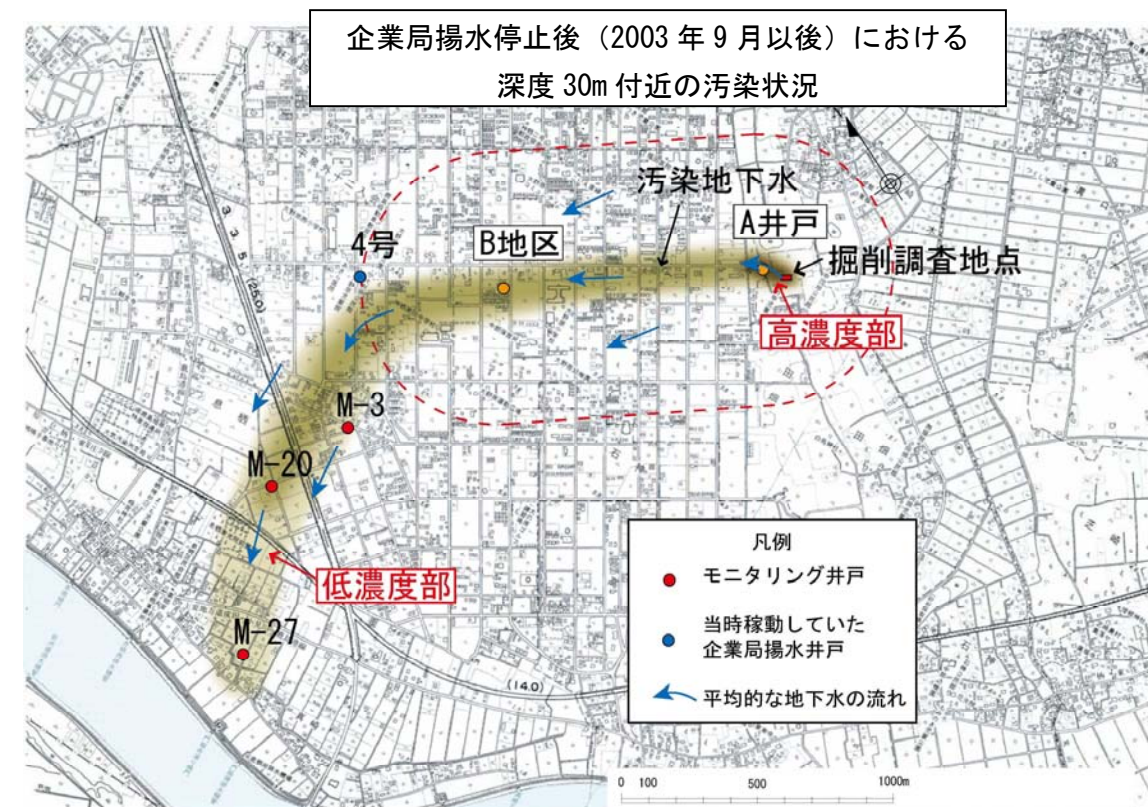 企業局揚水停止後（2003年9月以後）における
深度30m付近の汚染状況
汚染地下水
A井戸
4号
B地区
掘削調査地点
高濃度部
335
(25.0)
M-3
M-20
低濃度部
M-27
(14.0)
凡例
モニタリング井戸
当時稼動していた
企業局揚水井戸
平均的な地下水の流れ
0 100 500 1000m